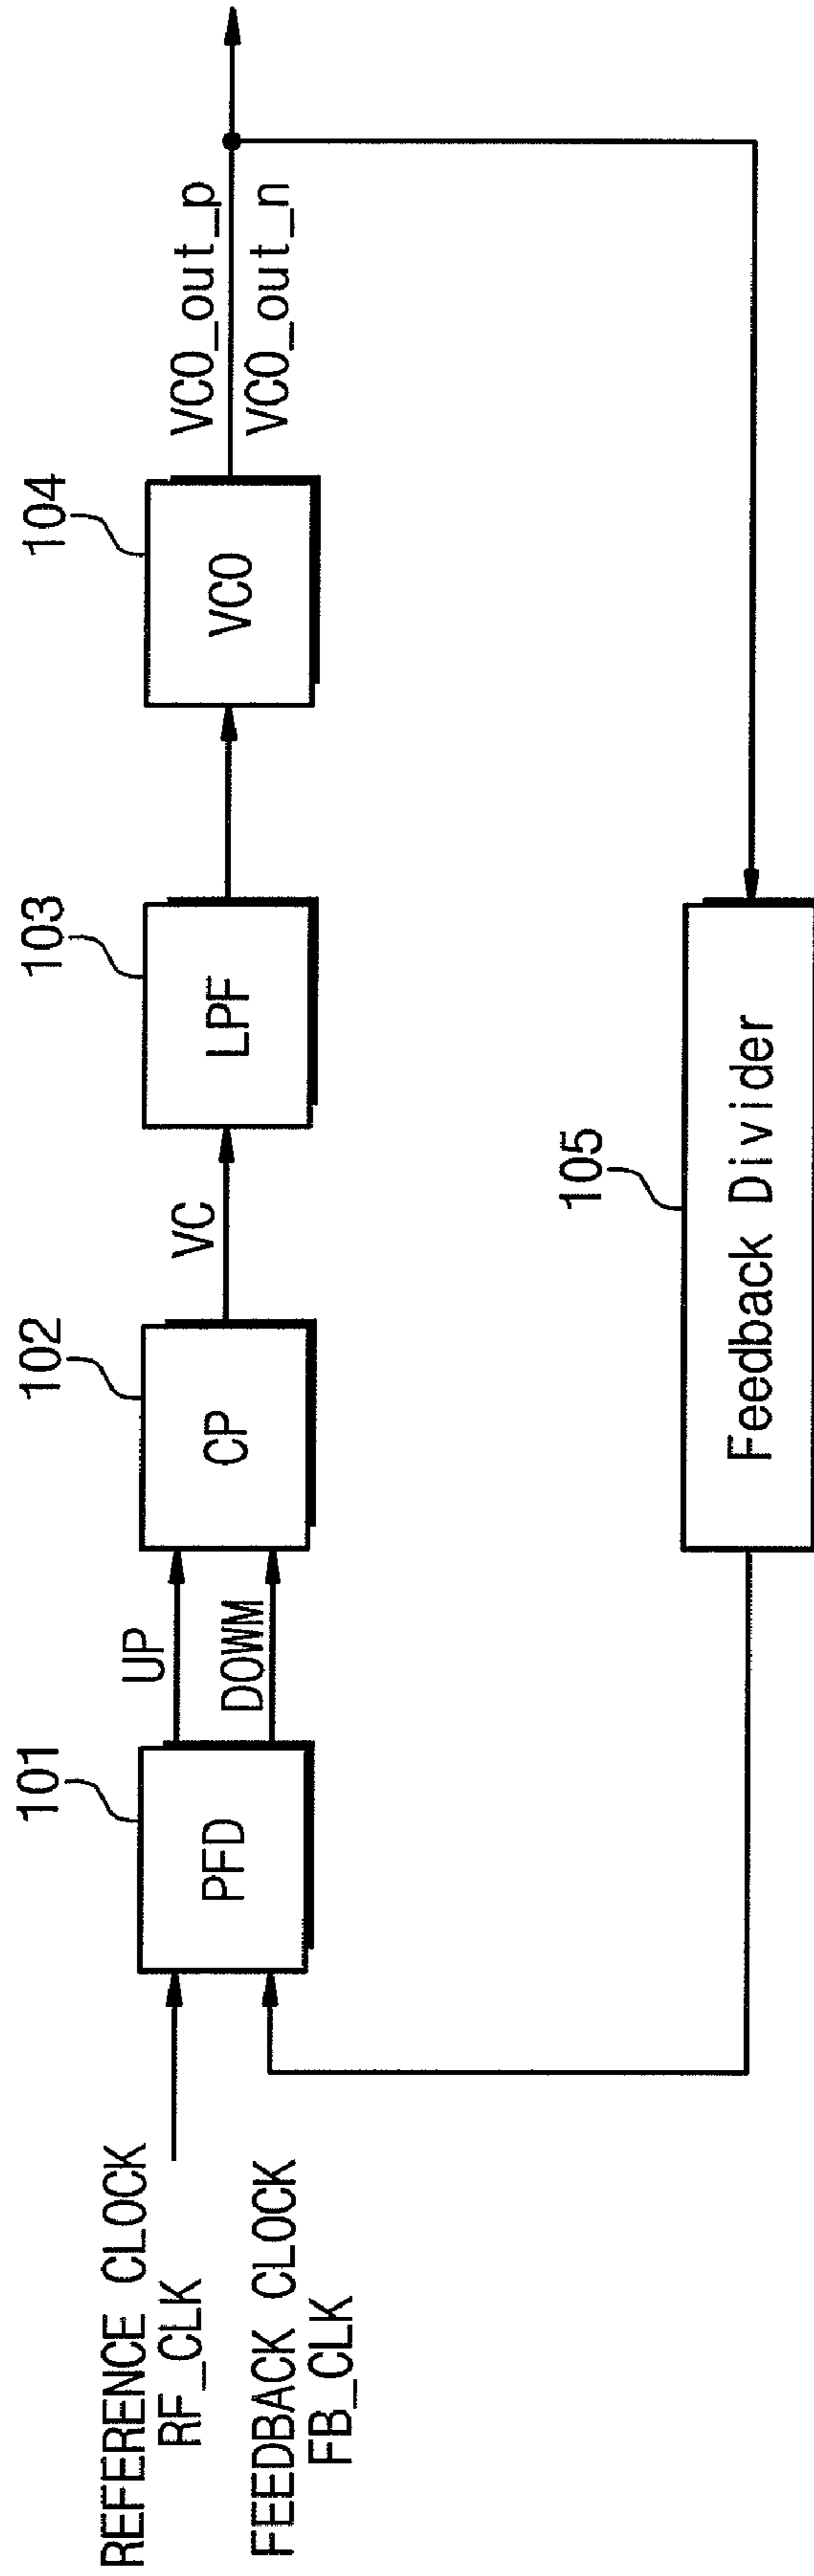 101
102
103
104
REFERENCE CLOCK
RF_CLK
FEEDBACK CLOCK
FB_CLK
PFD
UP
DOWM
CP
VC
LPF
VCO
VCO_out_p
VCO_out_n
105
Feedback Divider